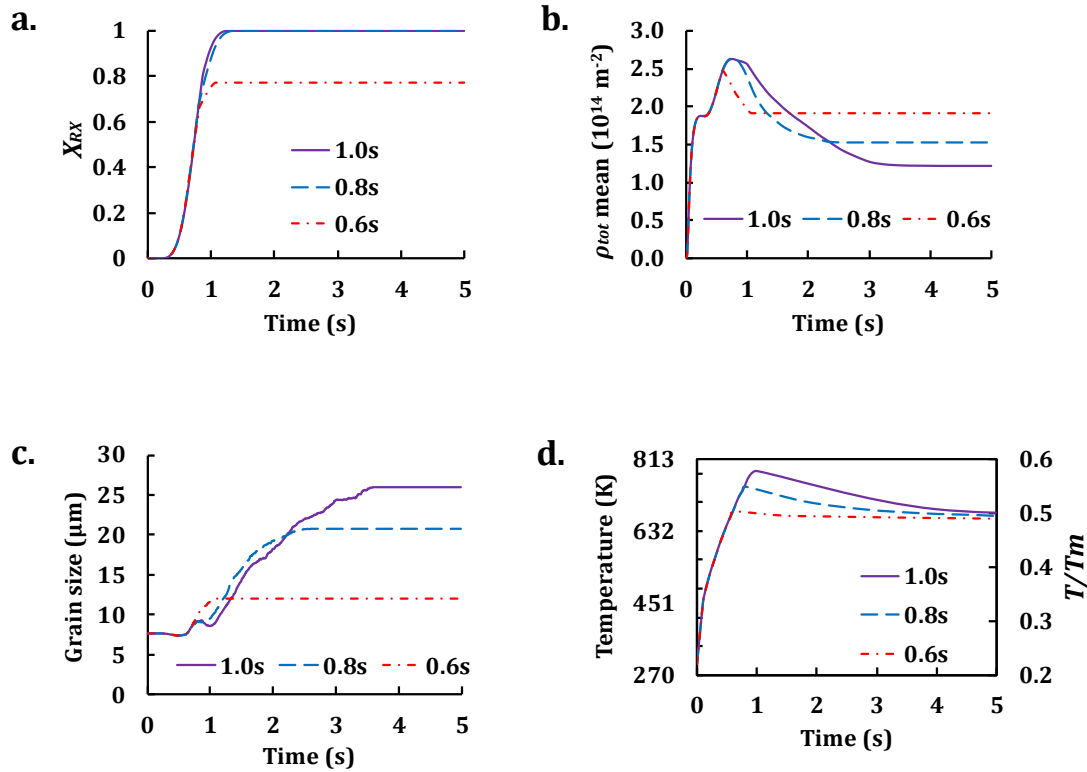 a.
1
0.8
0.6
0.4
0.2
0
X_RX
1.0s
0.8s
0.6s
0 1 2 3 4 5
Time (s)
b.
3.0
2.5
2.0
1.5
1.0
0.5
0.0
ρ_tot mean (10^14 m^-2)
1.0s 0.8s 0.6s
0 1 2 3 4 5
Time (s)
c.
30
25
20
15
10
5
0
Grain size (μm)
1.0s 0.8s 0.6s
0 1 2 3 4 5
Time (s)
d.
813
632
451
270
Temperature (K)
1.0s
0.8s
0.6s
0.6
0.5
0.4
0.3
0.2
T/Tm
0 1 2 3 4 5
Time (s)